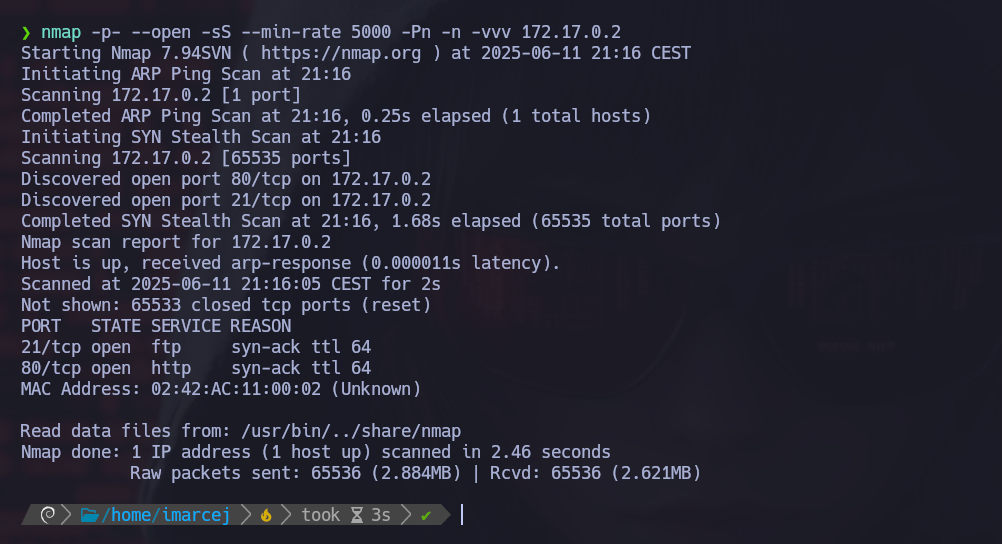 ❯ nmap -p- --open -sS --min-rate 5000 -Pn -n -vvv 172.17.0.2
Starting Nmap 7.94SVN ( https://nmap.org ) at 2025-06-11 21:16 CEST
Initiating ARP Ping Scan at 21:16
Scanning 172.17.0.2 [1 port]
Completed ARP Ping Scan at 21:16, 0.25s elapsed (1 total hosts)
Initiating SYN Stealth Scan at 21:16
Scanning 172.17.0.2 [65535 ports]
Discovered open port 80/tcp on 172.17.0.2
Discovered open port 21/tcp on 172.17.0.2
Completed SYN Stealth Scan at 21:16, 1.68s elapsed (65535 total ports)
Nmap scan report for 172.17.0.2
Host is up, received arp-response (0.000011s latency).
Scanned at 2025-06-11 21:16:05 CEST for 2s
Not shown: 65533 closed tcp ports (reset)
PORT   STATE SERVICE REASON
21/tcp open  ftp     syn-ack ttl 64
80/tcp open  http    syn-ack ttl 64
MAC Address: 02:42:AC:11:00:02 (Unknown)
Read data files from: /usr/bin/../share/nmap
Nmap done: 1 IP address (1 host up) scanned in 2.46 seconds
           Raw packets sent: 65536 (2.884MB) | Rcvd: 65536 (2.621MB)
/home/imarcej took 3s ✔